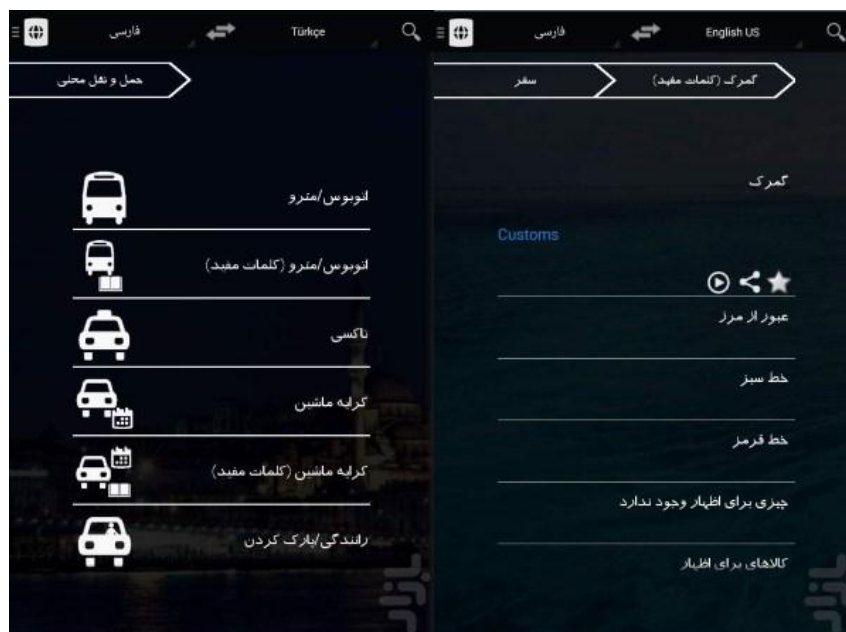 فارسی
Türkçe
حمل و نقل محلی
اتوبوس/مترو
اتوبوس/مترو (کلمات مفید)
تاکسی
کرایه ماشین
کرایه ماشین (کلمات مفید)
رانندگی/پارک کردن
بازار
فارسی
English US
سفر
گمرک (کلمات مفید)
گمرک
Customs
عبور از مرز
خط سبز
خط قرمز
چیزی برای اظهار وجود ندارد
کالاهای برای اظهار
بازار